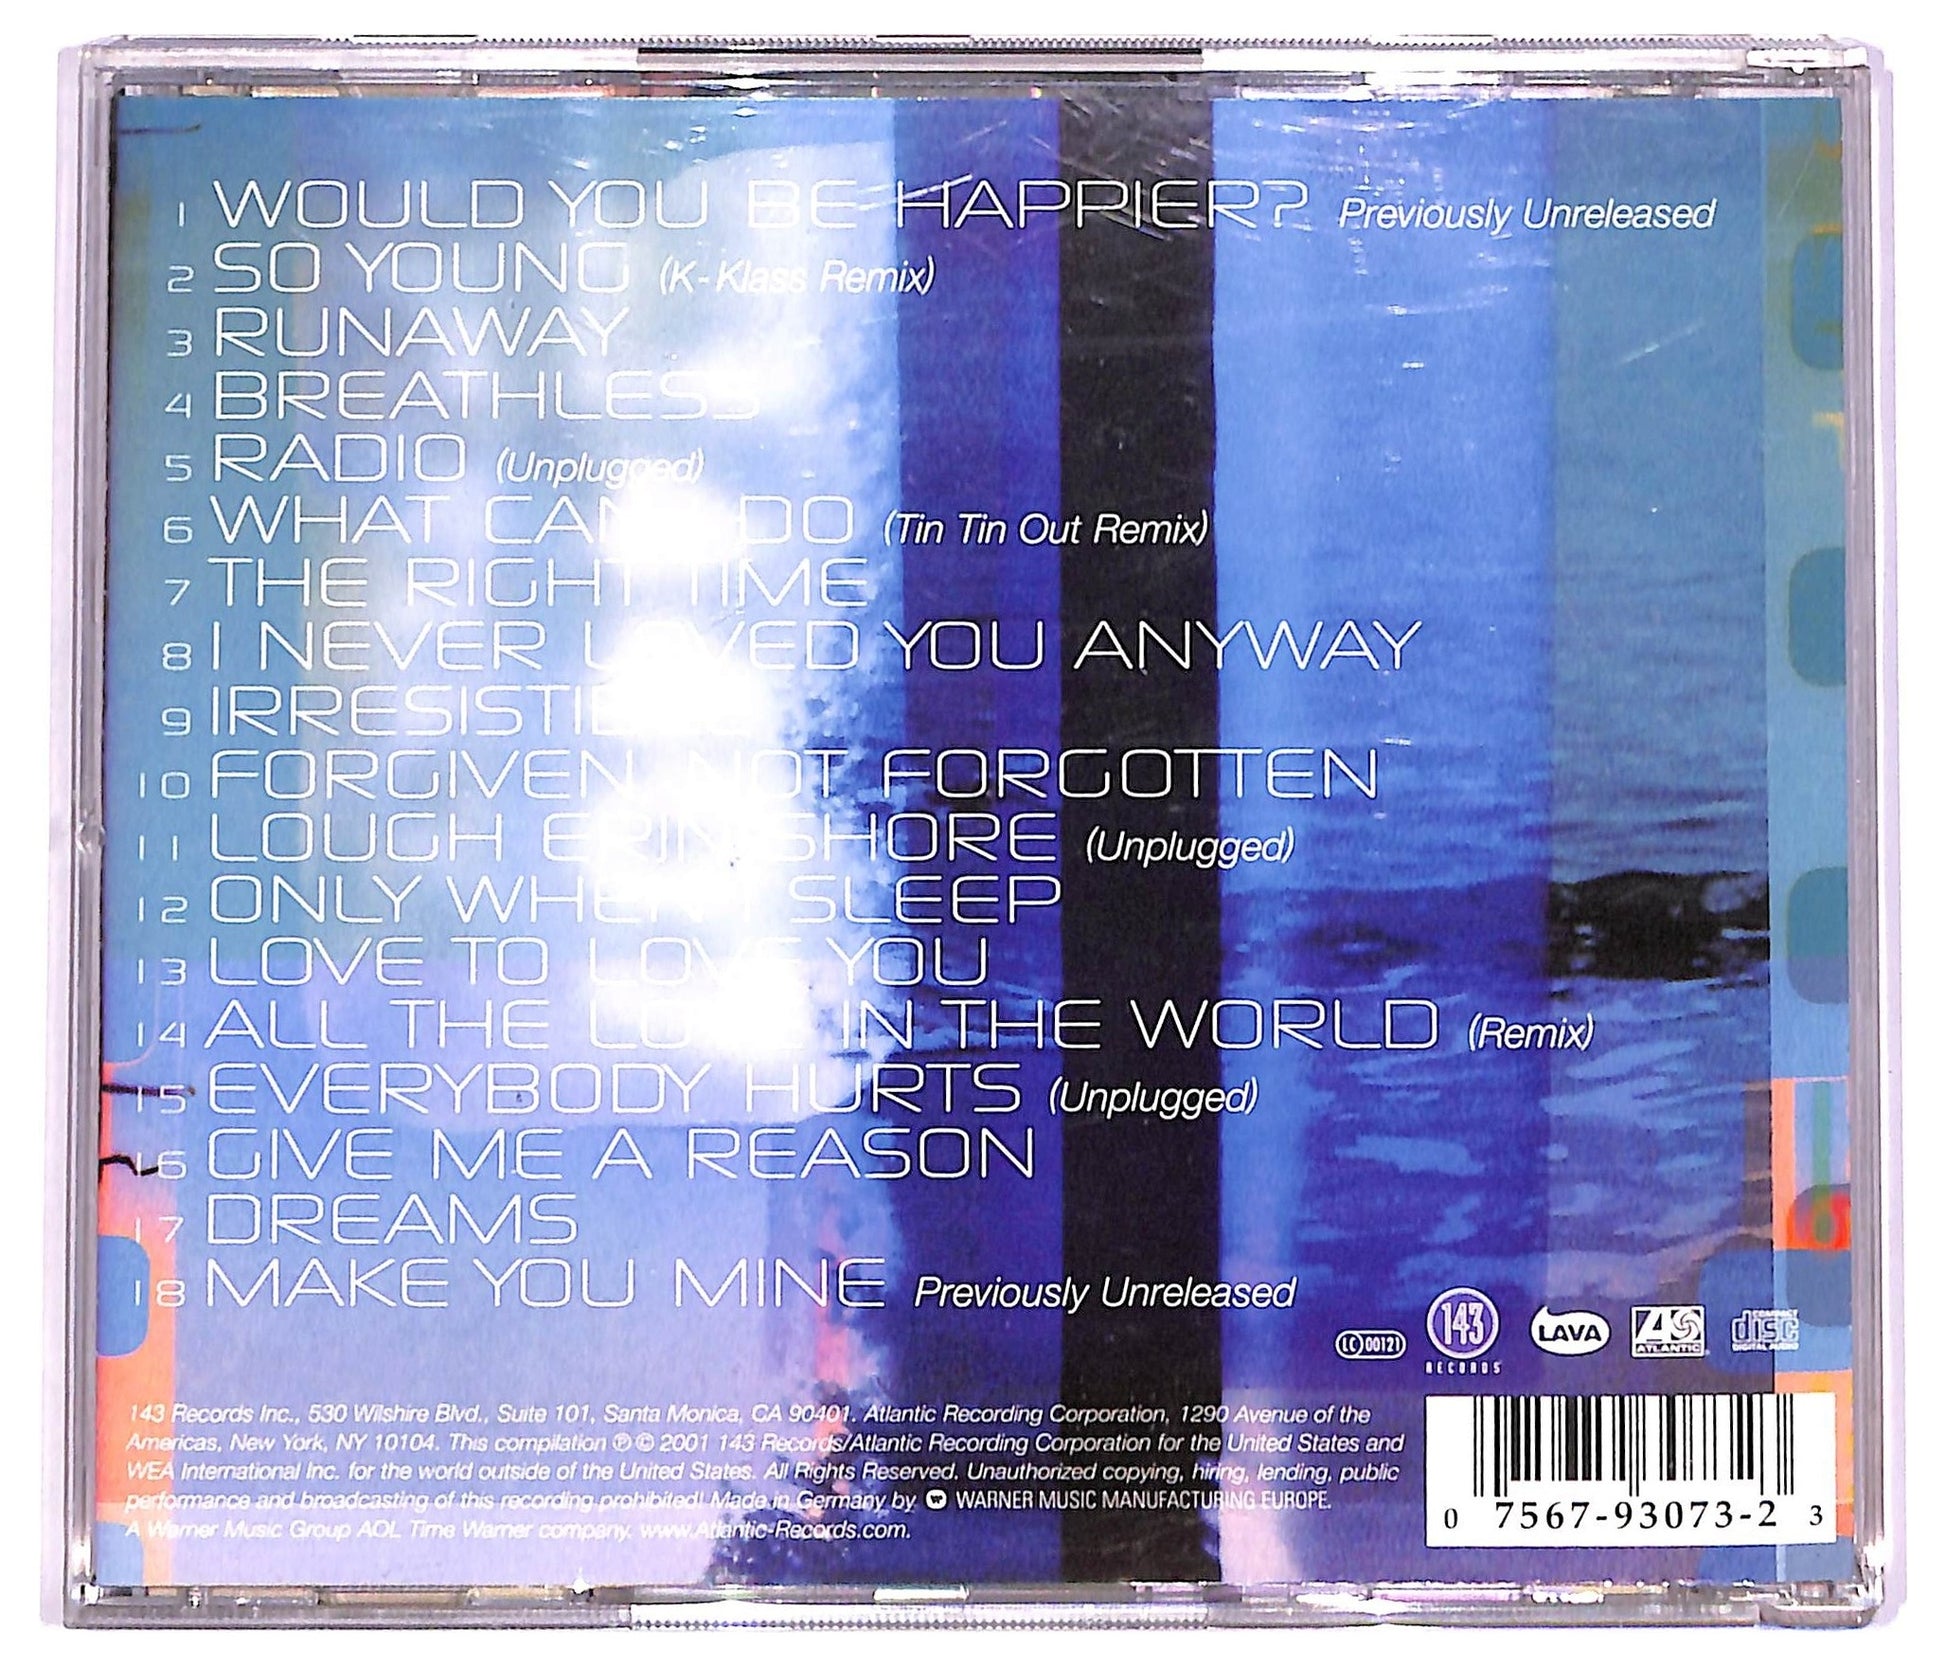 1 WOULD YOU BE HAPPIER? Previously Unreleased
2 SO YOUNG (K-Klass Remix)
3 RUNAWAY
4 BREATHLESS
5 RADIO (Unplugged)
6 WHAT CAN I DO (Tin Tin Out Remix)
7 THE RIGHT TIME
8 I NEVER LOVED YOU ANYWAY
9 IRRESISTIBLE
10 FORGIVEN, NOT FORGOTTEN
11 LOUGH ERIN SHORE (Unplugged)
12 ONLY WHEN I SLEEP
13 LOVE TO LOVE YOU
14 ALL THE LOVE IN THE WORLD (Remix)
15 EVERYBODY HURTS (Unplugged)
16 GIVE ME A REASON
17 DREAMS
18 MAKE YOU MINE Previously Unreleased
LC 00121 143 RECORDS LAVA ATLANTIC COMPACT disc DIGITAL AUDIO
143 Records Inc., 530 Wilshire Blvd., Suite 101, Santa Monica, CA 90401. Atlantic Recording Corporation, 1290 Avenue of the
Americas, New York, NY 10104. This compilation ℗ © 2001 143 Records/Atlantic Recording Corporation for the United States and
WEA International Inc. for the world outside of the United States. All Rights Reserved. Unauthorized copying, hiring, lending, public
performance and broadcasting of this recording prohibited! Made in Germany by WARNER MUSIC MANUFACTURING EUROPE.
A Warner Music Group AOL Time Warner company. www.Atlantic-Records.com.
0 7567-93073-2 3